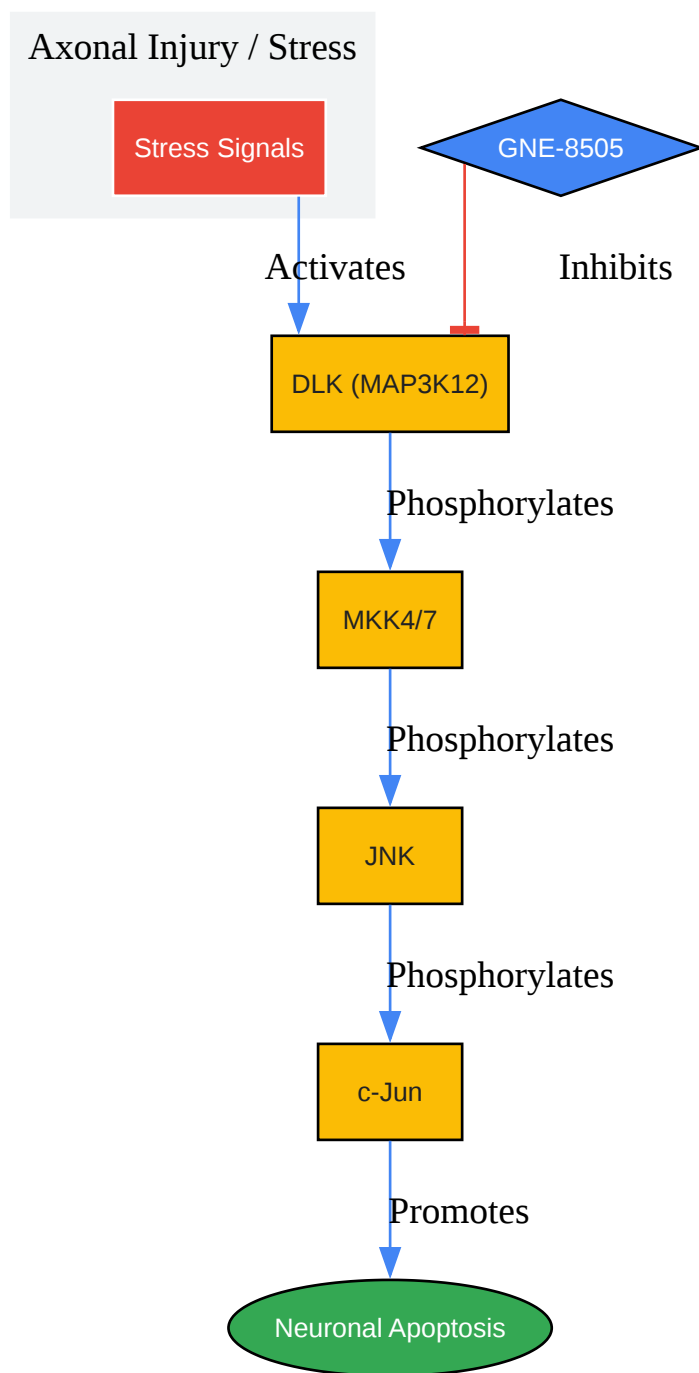 Axonal Injury / Stress
Stress Signals
GNE-8505
Activates
Inhibits
DLK (MAP3K12)
Phosphorylates
MKK4/7
Phosphorylates
JNK
Phosphorylates
c-Jun
Promotes
Neuronal Apoptosis